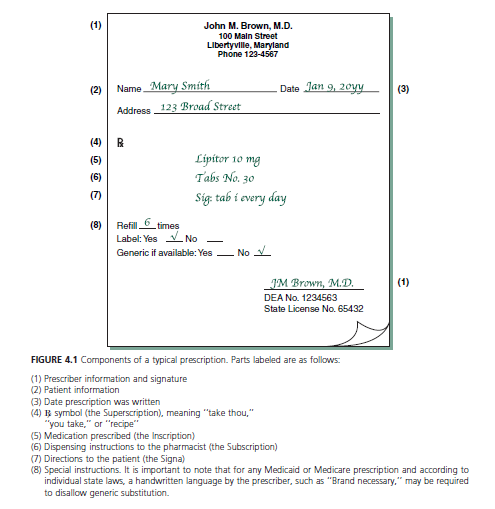 (1) John M. Brown, M.D.
100 Main Street
Libertyville, Maryland
Phone 123-4567
(2) Name Mary Smith Date Jan 9, 20yy (3)
Address 123 Broad Street
(4) ℞
(5) Lipitor 10 mg
(6) Tabs No. 30
(7) Sig: tab i every day
(8) Refill 6 times
Label: Yes √ No
Generic if available: Yes No √
JM Brown, M.D. (1)
DEA No. 1234563
State License No. 65432
FIGURE 4.1 Components of a typical prescription. Parts labeled are as follows:
(1) Prescriber information and signature
(2) Patient information
(3) Date prescription was written
(4) ℞ symbol (the Superscription), meaning "take thou,"
"you take," or "recipe"
(5) Medication prescribed (the Inscription)
(6) Dispensing instructions to the pharmacist (the Subscription)
(7) Directions to the patient (the Signa)
(8) Special instructions. It is important to note that for any Medicaid or Medicare prescription and according to
individual state laws, a handwritten language by the prescriber, such as "Brand necessary," may be required
to disallow generic substitution.